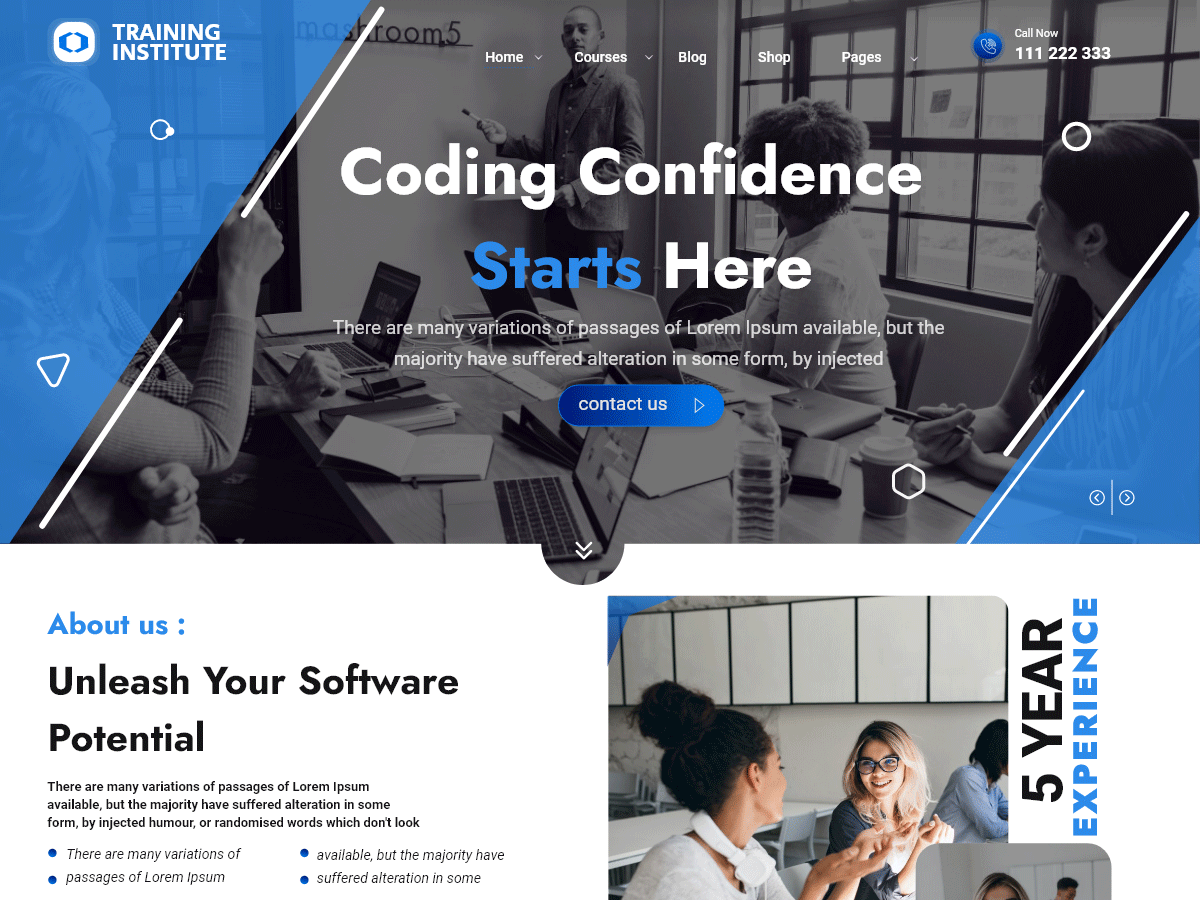 TRAINING
INSTITUTE
mashroom5
Home
Courses
Blog
Shop
Pages
Call Now
111 222 333
Coding Confidence
Starts Here
There are many variations of passages of Lorem Ipsum available, but the
majority have suffered alteration in some form, by injected
contact us
About us :
Unleash Your Software
Potential
There are many variations of passages of Lorem Ipsum
available, but the majority have suffered alteration in some
form, by injected humour, or randomised words which don't look
There are many variations of
passages of Lorem Ipsum
available, but the majority have
suffered alteration in some
5 YEAR
EXPERIENCE